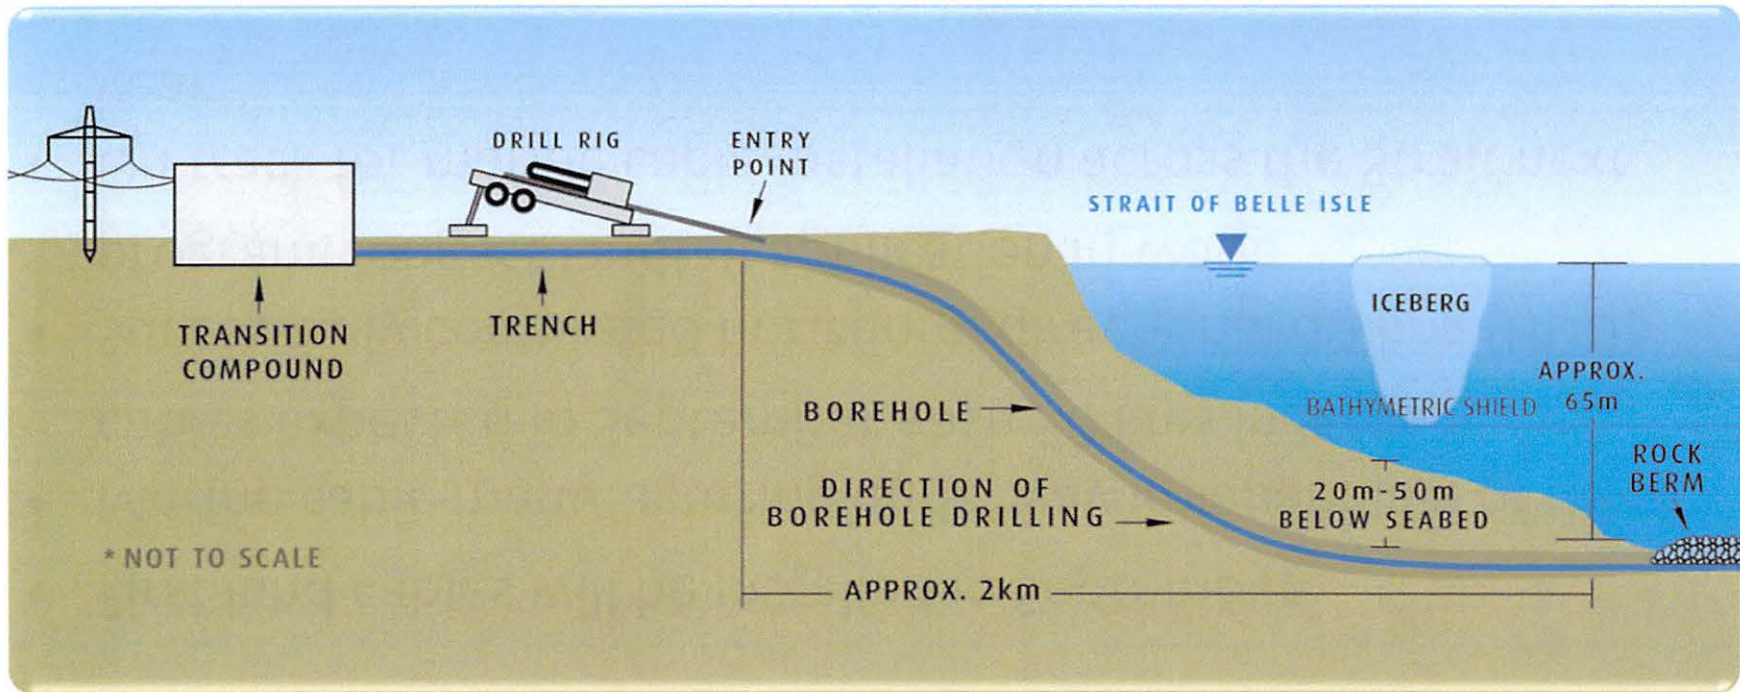 DRILL RIG
ENTRY
POINT
STRAIT OF BELLE ISLE
ICEBERG
TRANSITION
COMPOUND
TRENCH
APPROX.
65m
BATHYMETRIC SHIELD
BOREHOLE
ROCK
BERM
DIRECTION OF
BOREHOLE DRILLING
20m-50m
BELOW SEABED
* NOT TO SCALE
APPROX. 2km